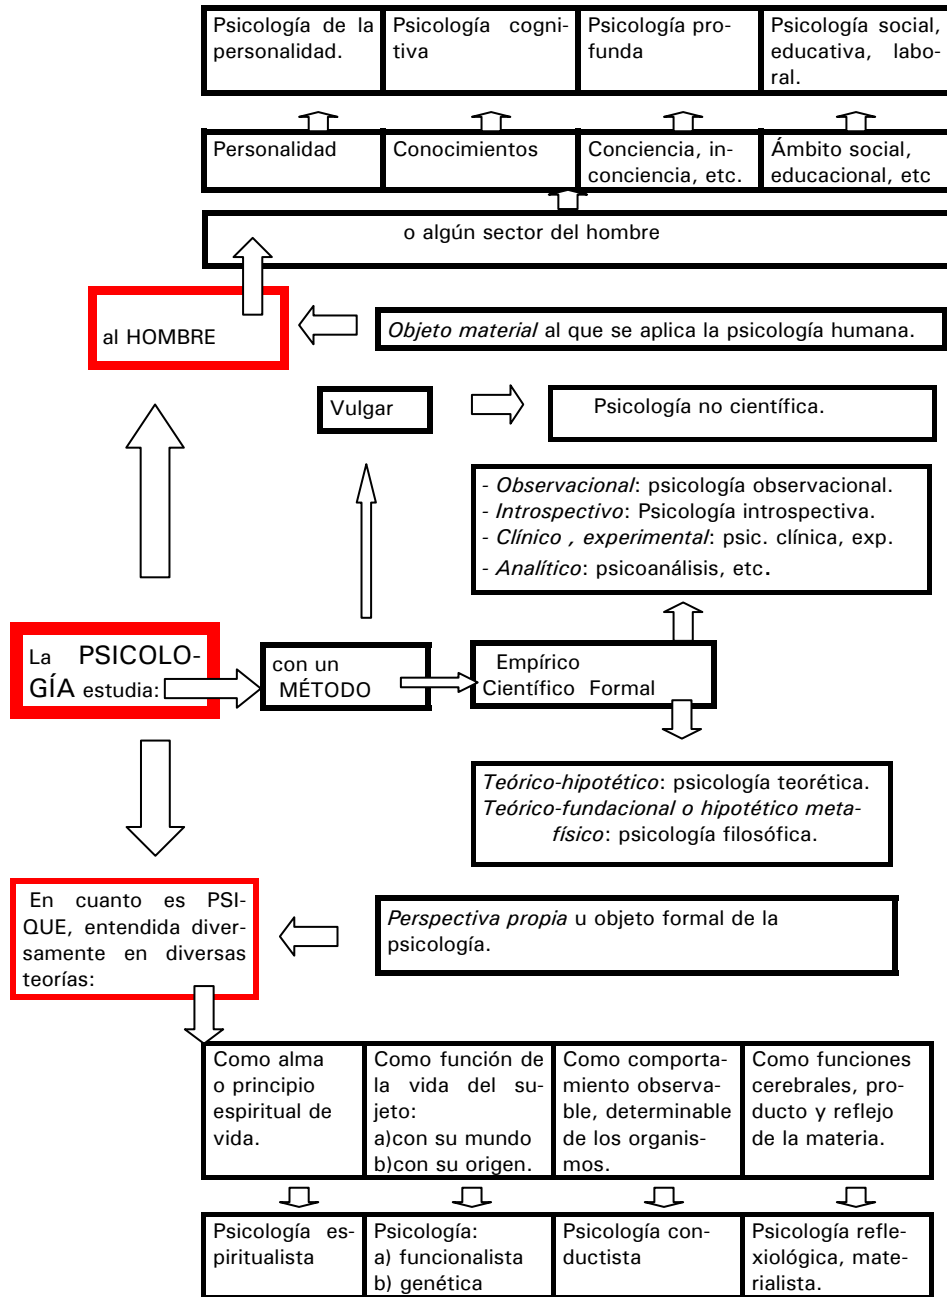 Psicología de la
personalidad.
Psicología cogni-
tiva
Psicología pro-
funda
Psicología social,
educativa, labo-
ral.
Personalidad
Conocimientos
Conciencia, in-
conciencia, etc.
Ámbito social,
educacional, etc
o algún sector del hombre
al HOMBRE
Objeto material al que se aplica la psicología humana.
Vulgar
Psicología no científica.
- Observacional: psicología observacional.
- Introspectivo: Psicología introspectiva.
- Clínico , experimental: psic. clínica, exp.
- Analítico: psicoanálisis, etc.
La PSICOLO-
GÍA estudia:
con un
MÉTODO
Empírico
Científico Formal
Teórico-hipotético: psicología teorética.
Teórico-fundacional o hipotético meta-
físico: psicología filosófica.
En cuanto es PSI-
QUE, entendida diver-
samente en diversas
teorías:
Perspectiva propia u objeto formal de la
psicología.
Como alma
o principio
espiritual de
vida.
Como función de
la vida del su-
jeto:
a)con su mundo
b)con su origen.
Como comporta-
miento observa-
ble, determinable
de los organis-
mos.
Como funciones
cerebrales, pro-
ducto y reflejo
de la materia.
Psicología es-
piritualista
Psicología:
a) funcionalista
b) genética
Psicología con-
ductista
Psicología refle-
xiológica, mate-
rialista.